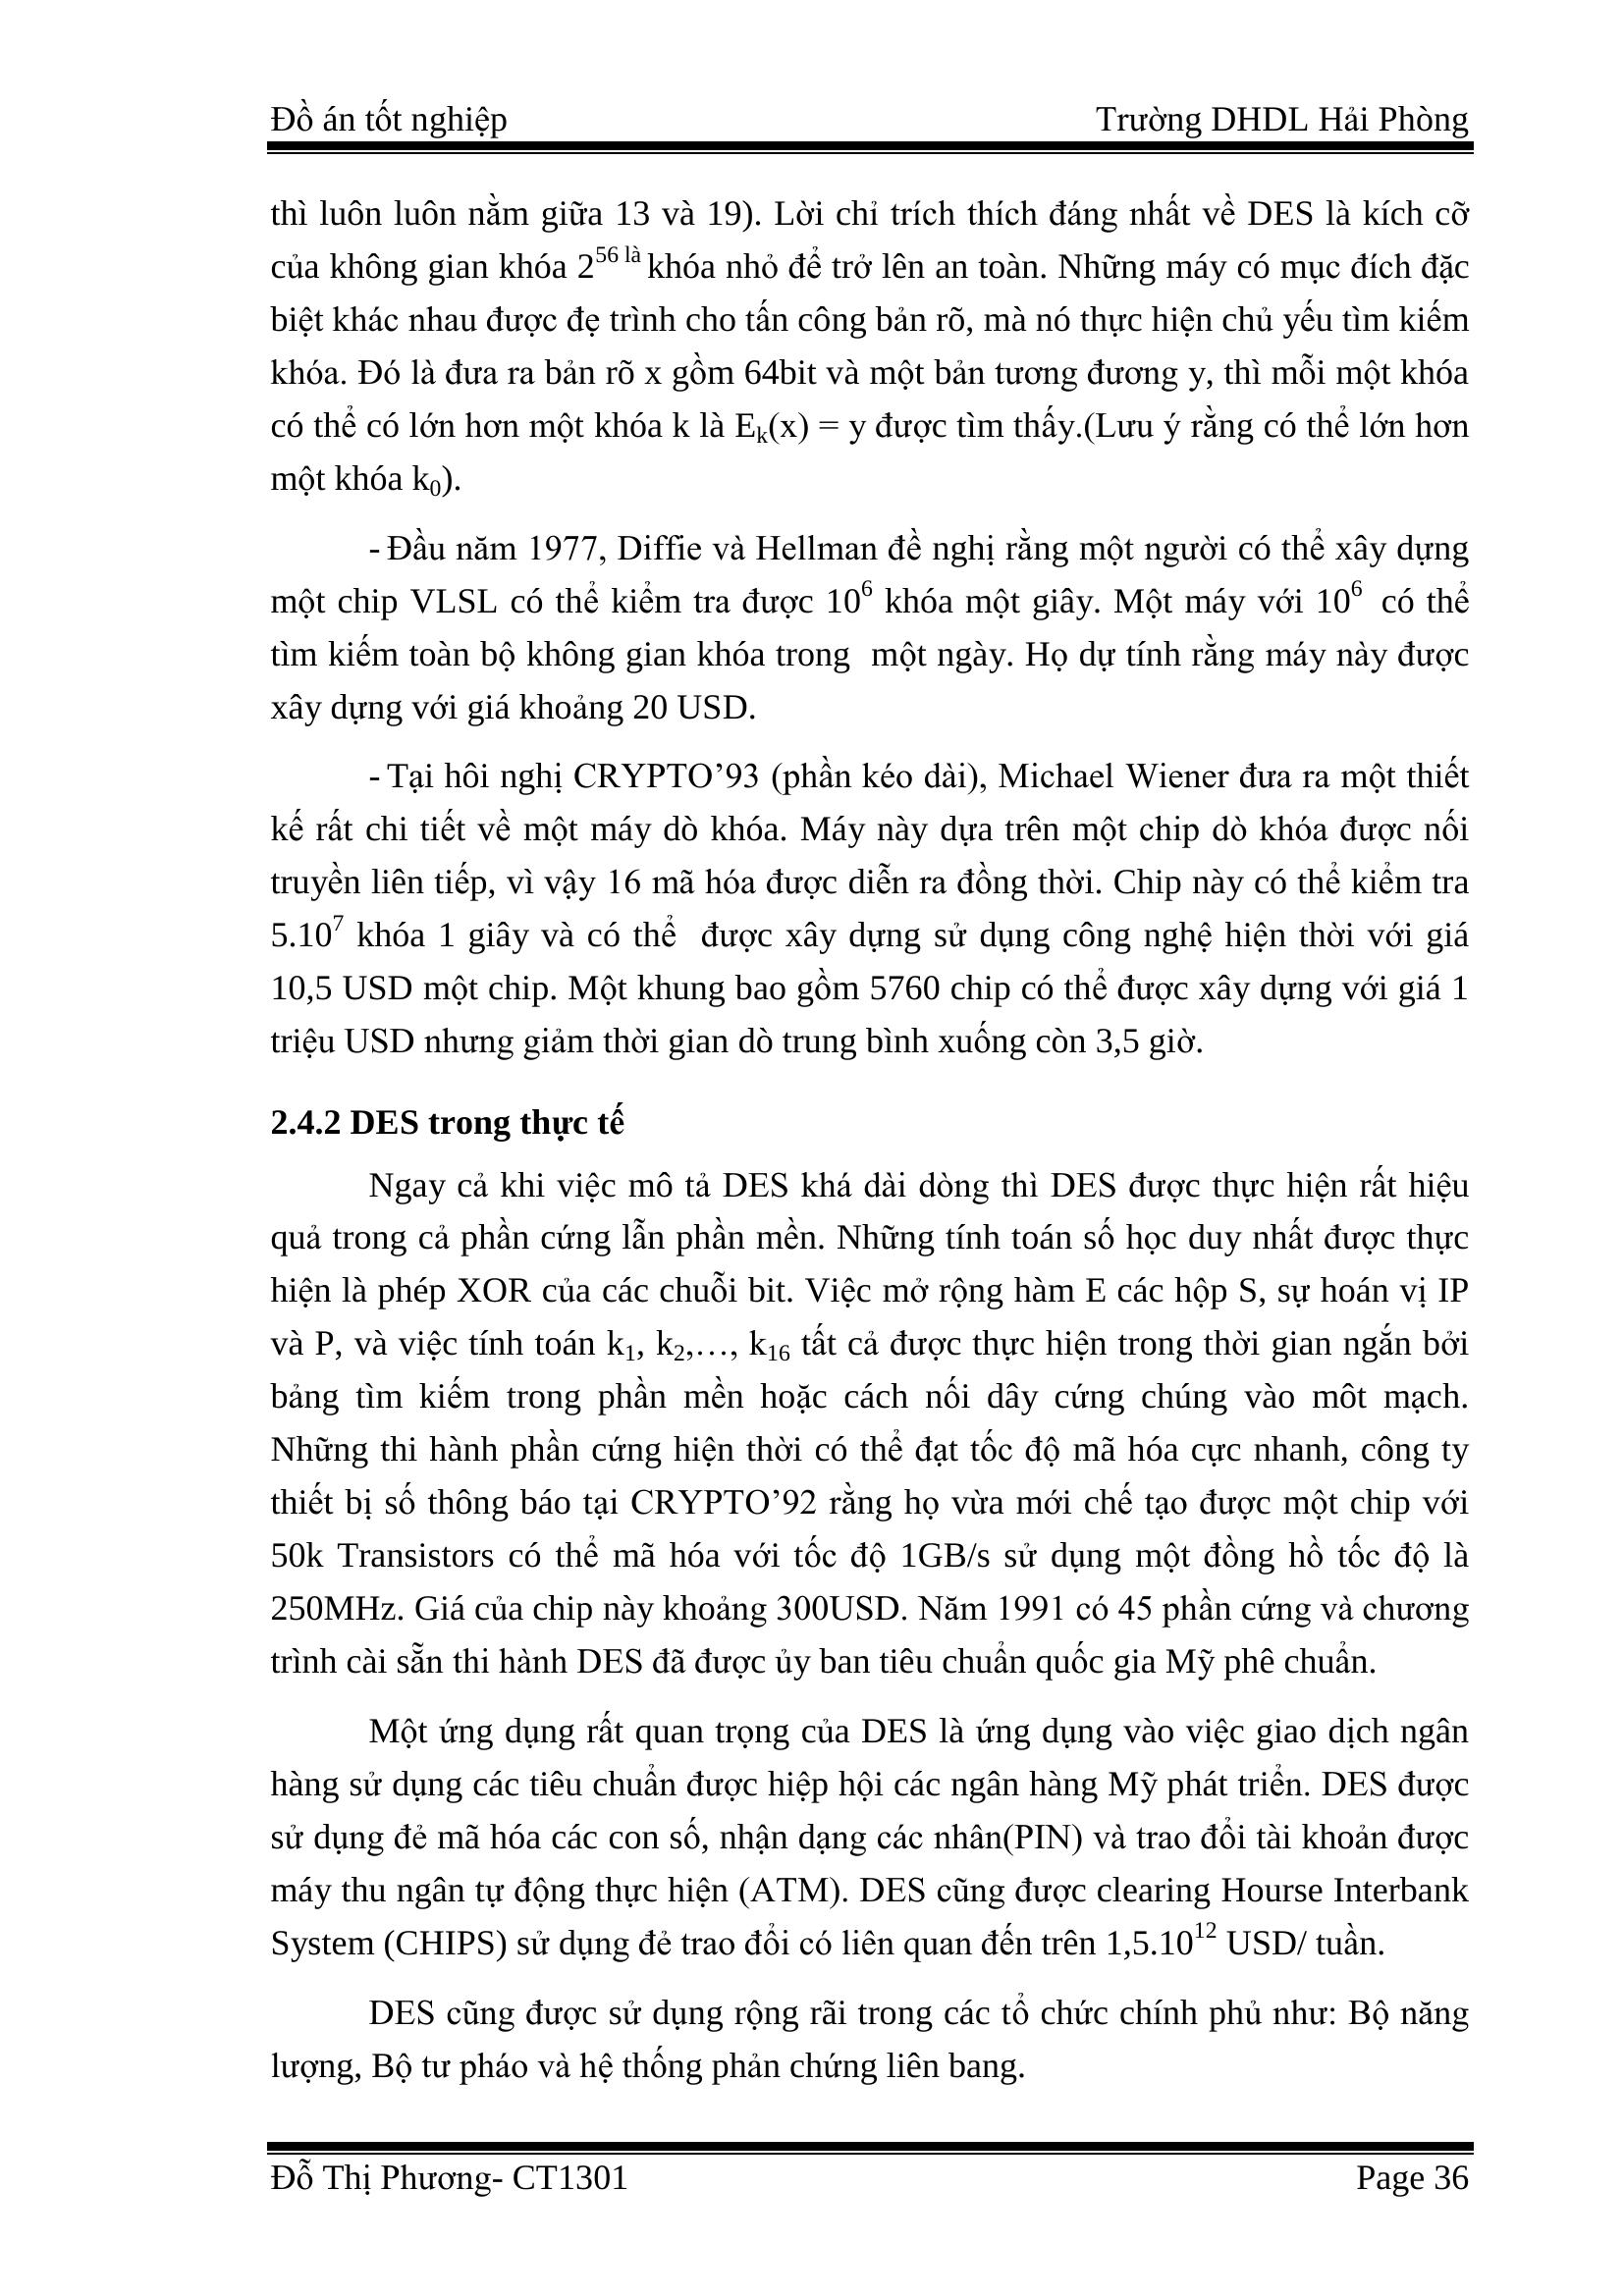 Đồ án tốt nghiệp Trường DHDL Hải Phòng
thì luôn luôn nằm giữa 13 và 19). Lời chỉ trích thích đáng nhất về DES là kích cỡ
của không gian khóa 2^56 là khóa nhỏ để trở lên an toàn. Những máy có mục đích đặc
biệt khác nhau được đẹ trình cho tấn công bản rõ, mà nó thực hiện chủ yếu tìm kiếm
khóa. Đó là đưa ra bản rõ x gồm 64bit và một bản tương đương y, thì mỗi một khóa
có thể có lớn hơn một khóa k là E_k(x) = y được tìm thấy.(Lưu ý rằng có thể lớn hơn
một khóa k_0).
- Đầu năm 1977, Diffie và Hellman đề nghị rằng một người có thể xây dựng
một chip VLSL có thể kiểm tra được 10^6 khóa một giây. Một máy với 10^6 có thể
tìm kiếm toàn bộ không gian khóa trong một ngày. Họ dự tính rằng máy này được
xây dựng với giá khoảng 20 USD.
- Tại hôi nghị CRYPTO’93 (phần kéo dài), Michael Wiener đưa ra một thiết
kế rất chi tiết về một máy dò khóa. Máy này dựa trên một chip dò khóa được nối
truyền liên tiếp, vì vậy 16 mã hóa được diễn ra đồng thời. Chip này có thể kiểm tra
5.10^7 khóa 1 giây và có thể được xây dựng sử dụng công nghệ hiện thời với giá
10,5 USD một chip. Một khung bao gồm 5760 chip có thể được xây dựng với giá 1
triệu USD nhưng giảm thời gian dò trung bình xuống còn 3,5 giờ.
2.4.2 DES trong thực tế
Ngay cả khi việc mô tả DES khá dài dòng thì DES được thực hiện rất hiệu
quả trong cả phần cứng lẫn phần mền. Những tính toán số học duy nhất được thực
hiện là phép XOR của các chuỗi bit. Việc mở rộng hàm E các hộp S, sự hoán vị IP
và P, và việc tính toán k_1, k_2,…, k_16 tất cả được thực hiện trong thời gian ngắn bởi
bảng tìm kiếm trong phần mền hoặc cách nối dây cứng chúng vào môt mạch.
Những thi hành phần cứng hiện thời có thể đạt tốc độ mã hóa cực nhanh, công ty
thiết bị số thông báo tại CRYPTO’92 rằng họ vừa mới chế tạo được một chip với
50k Transistors có thể mã hóa với tốc độ 1GB/s sử dụng một đồng hồ tốc độ là
250MHz. Giá của chip này khoảng 300USD. Năm 1991 có 45 phần cứng và chương
trình cài sẵn thi hành DES đã được ủy ban tiêu chuẩn quốc gia Mỹ phê chuẩn.
Một ứng dụng rất quan trọng của DES là ứng dụng vào việc giao dịch ngân
hàng sử dụng các tiêu chuẩn được hiệp hội các ngân hàng Mỹ phát triển. DES được
sử dụng đẻ mã hóa các con số, nhận dạng các nhân(PIN) và trao đổi tài khoản được
máy thu ngân tự động thực hiện (ATM). DES cũng được clearing Hourse Interbank
System (CHIPS) sử dụng đẻ trao đổi có liên quan đến trên 1,5.10^12 USD/ tuần.
DES cũng được sử dụng rộng rãi trong các tổ chức chính phủ như: Bộ năng
lượng, Bộ tư pháo và hệ thống phản chứng liên bang.
Đỗ Thị Phương- CT1301 Page 36